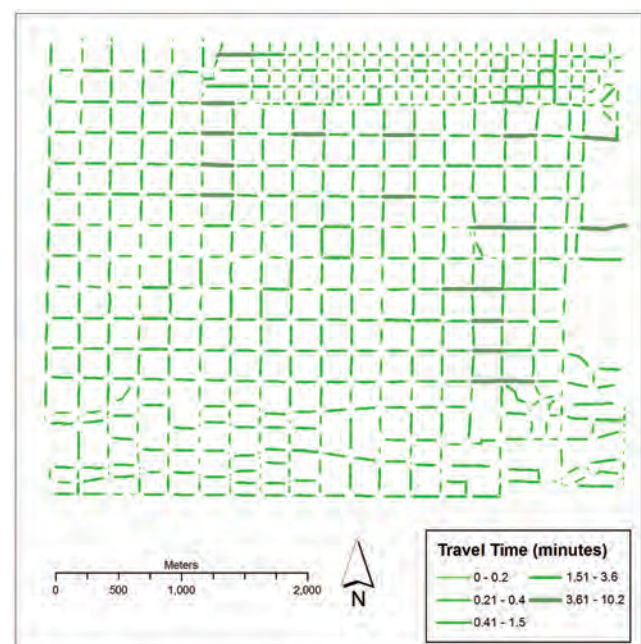 Meters
0 500 1,000 2,000
N
Travel Time (minutes)
0 - 0.2 1.51 - 3.6
0.21 - 0.4 3.61 - 10.2
0.41 - 1.5